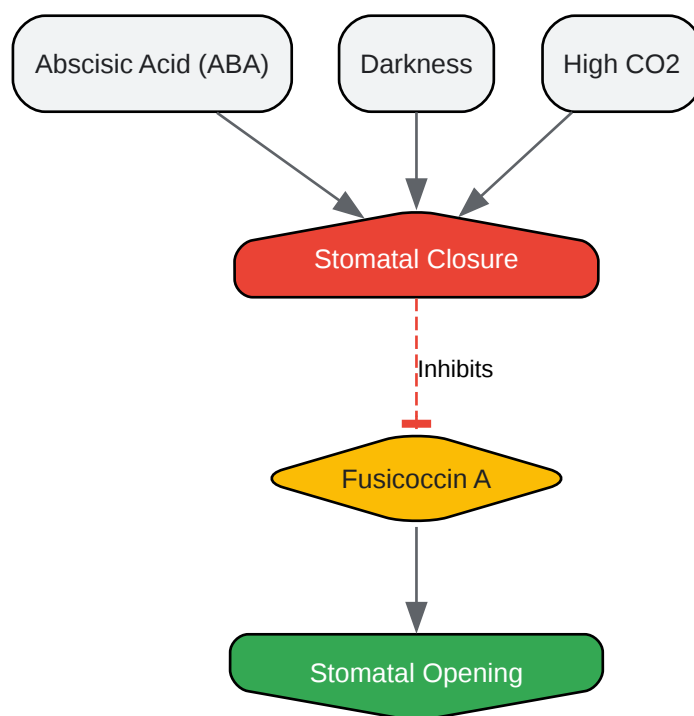 Abscisic Acid (ABA)
Darkness
High CO2
Stomatal Closure
Inhibits
Fusicoccin A
Stomatal Opening